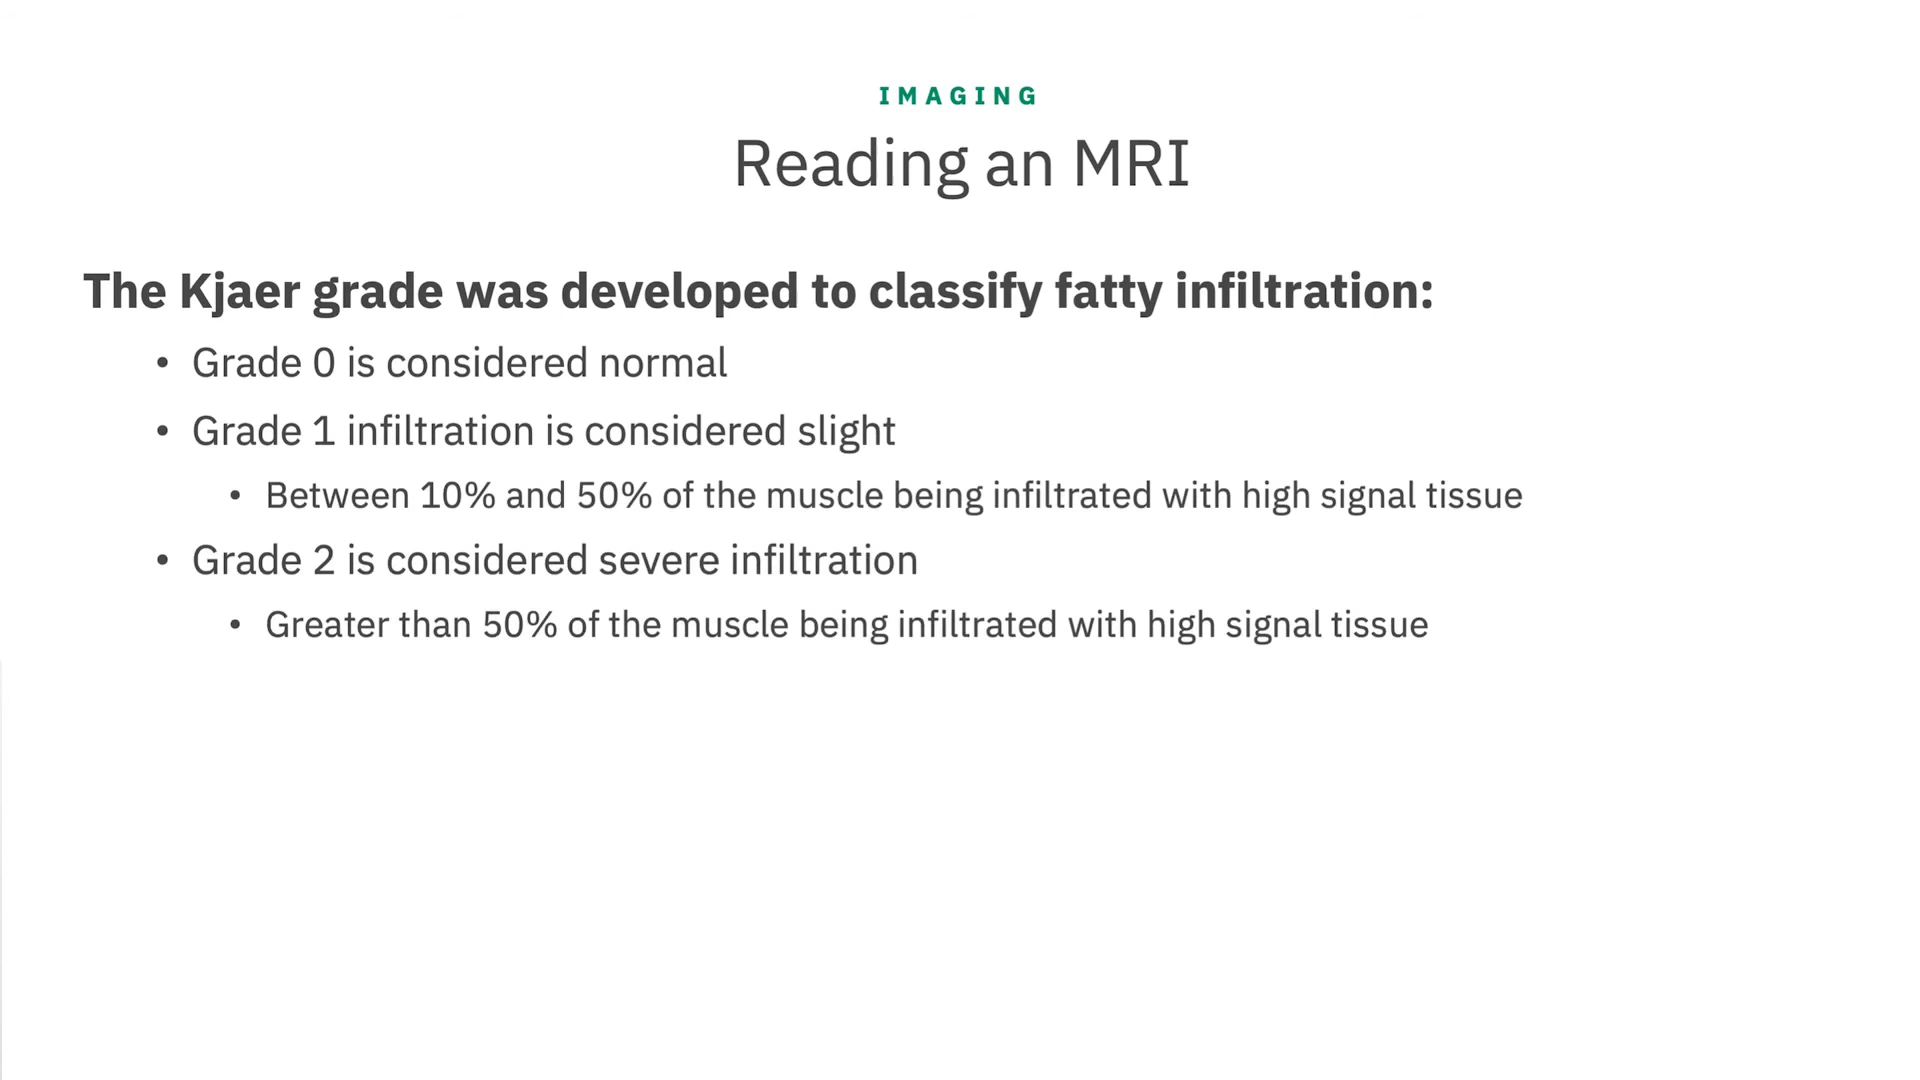 IMAGING
Reading an MRI
The Kjaer grade was developed to classify fatty infiltration:
• Grade 0 is considered normal
• Grade 1 infiltration is considered slight
• Between 10% and 50% of the muscle being infiltrated with high signal tissue
• Grade 2 is considered severe infiltration
• Greater than 50% of the muscle being infiltrated with high signal tissue